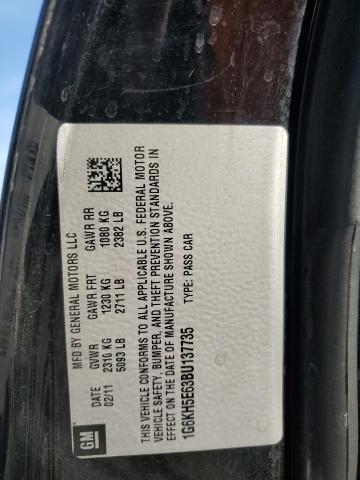 GM
MFD BY GENERAL MOTORS LLC
02/11 GVWR GAWR FRT GAWR RR
2310 KG 1230 KG 1080 KG
5093 LB 2711 LB 2382 LB
THIS VEHICLE CONFORMS TO ALL APPLICABLE U.S. FEDERAL MOTOR
VEHICLE SAFETY, BUMPER, AND THEFT PREVENTION STANDARDS IN
EFFECT ON THE DATE OF MANUFACTURE SHOWN ABOVE.
1G6KH5E63BU137735 TYPE: PASS CAR